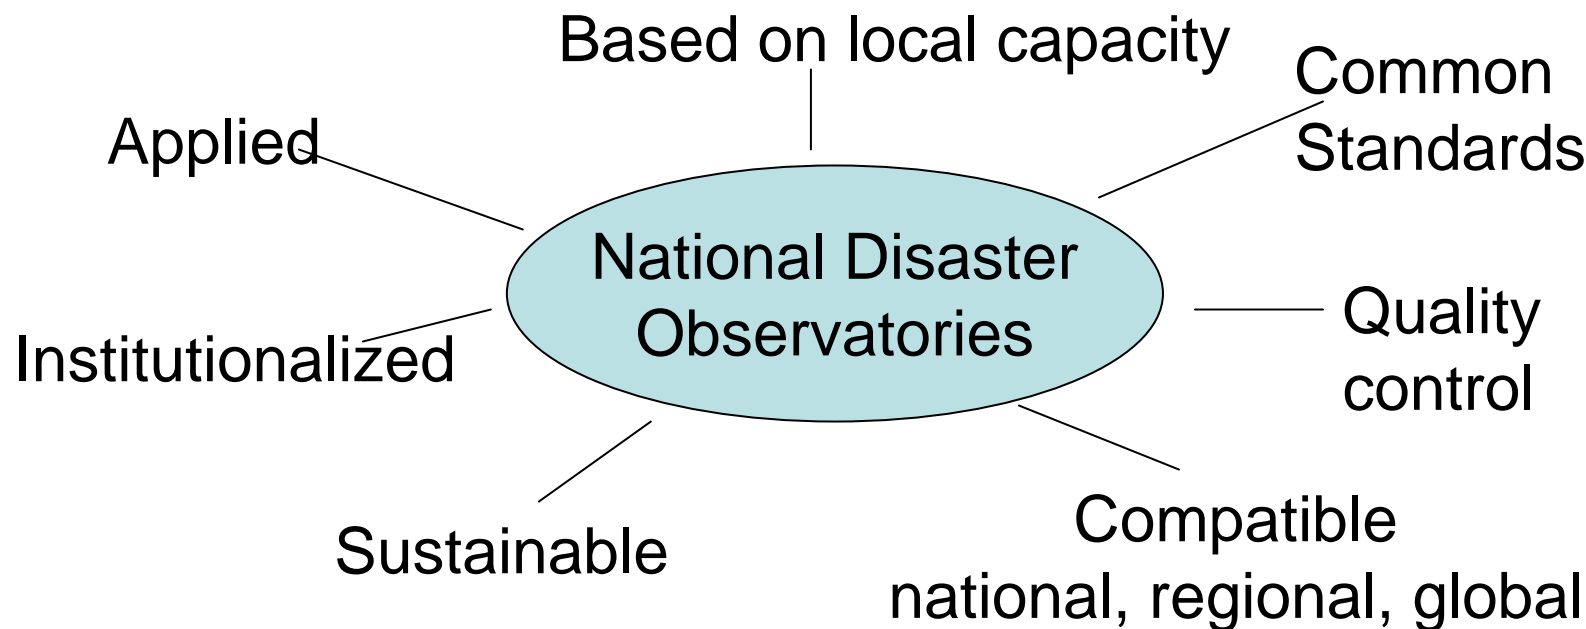 Based on local capacity
Common
Standards
Applied
National Disaster
Observatories
Quality
control
Institutionalized
Compatible
national, regional, global
Sustainable